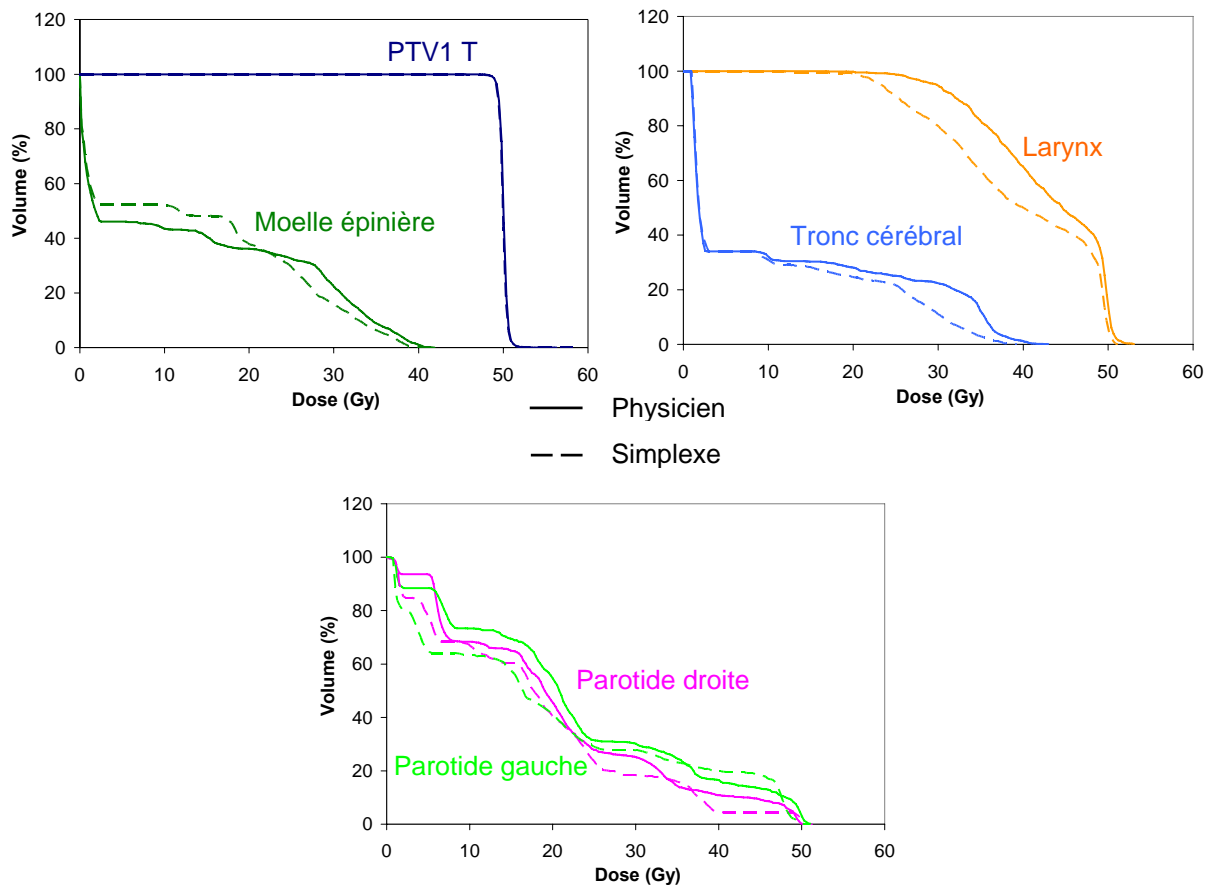 120
100
80
60
40
20
0
Volume (%)
PTV1 T
Moelle épinière
0 10 20 30 40 50 60
Dose (Gy)
120
100
80
60
40
20
0
Volume (%)
Larynx
Tronc cérébral
0 10 20 30 40 50 60
Dose (Gy)
Physicien
Simplexe
120
100
80
60
40
20
0
Volume (%)
Parotide droite
Parotide gauche
0 10 20 30 40 50 60
Dose (Gy)